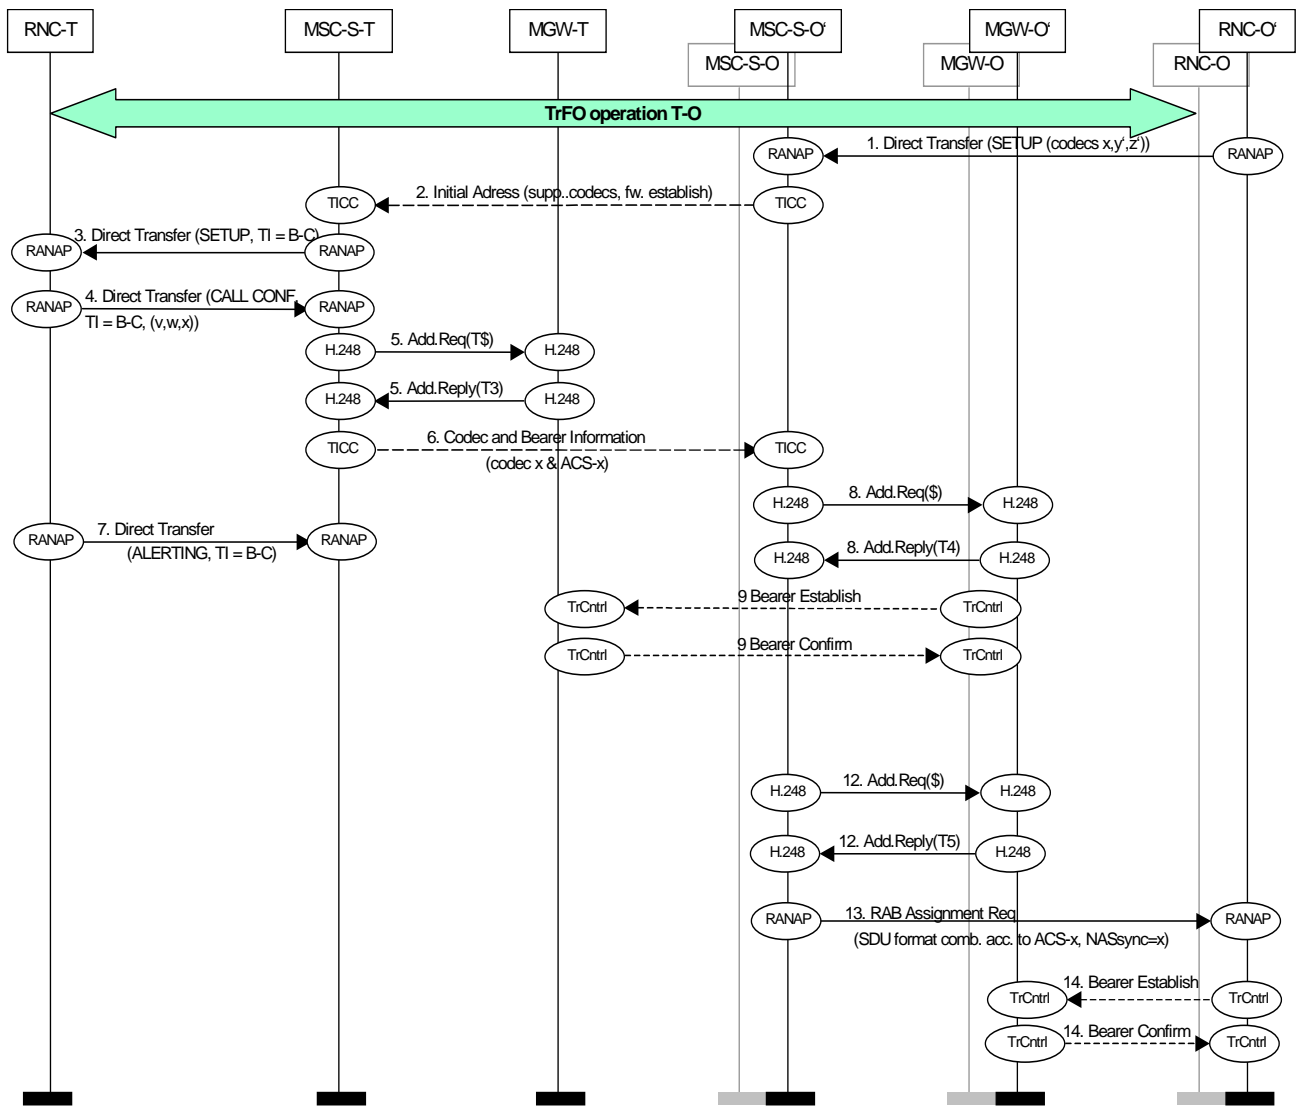 RNC-T
MSC-S-T
MGW-T
MSC-S-O‘
MGW-O‘
RNC-O‘
MSC-S-O
MGW-O
RNC-O
TrFO operation T-O
RANAP
1. Direct Transfer (SETUP (codecs x,y‘,z‘))
RANAP
TICC
2. Initial Adress (supp..codecs, fw. establish)
TICC
RANAP
3. Direct Transfer (SETUP, TI = B-C)
RANAP
RANAP
4. Direct Transfer (CALL CONF,
TI = B-C, (v,w,x))
RANAP
H.248
5. Add.Req(T$)
H.248
H.248
5. Add.Reply(T3)
H.248
TICC
6. Codec and Bearer Information
(codec x & ACS-x)
TICC
H.248
8. Add.Req($)
H.248
RANAP
7. Direct Transfer
(ALERTING, TI = B-C)
RANAP
H.248
8. Add.Reply(T4)
H.248
TrCntrl
9 Bearer Establish
TrCntrl
TrCntrl
9 Bearer Confirm
TrCntrl
H.248
12. Add.Req($)
H.248
H.248
12. Add.Reply(T5)
H.248
RANAP
13. RAB Assignment Req
(SDU format comb. acc. to ACS-x, NASsync=x)
RANAP
TrCntrl
14. Bearer Establish
TrCntrl
TrCntrl
14. Bearer Confirm
TrCntrl